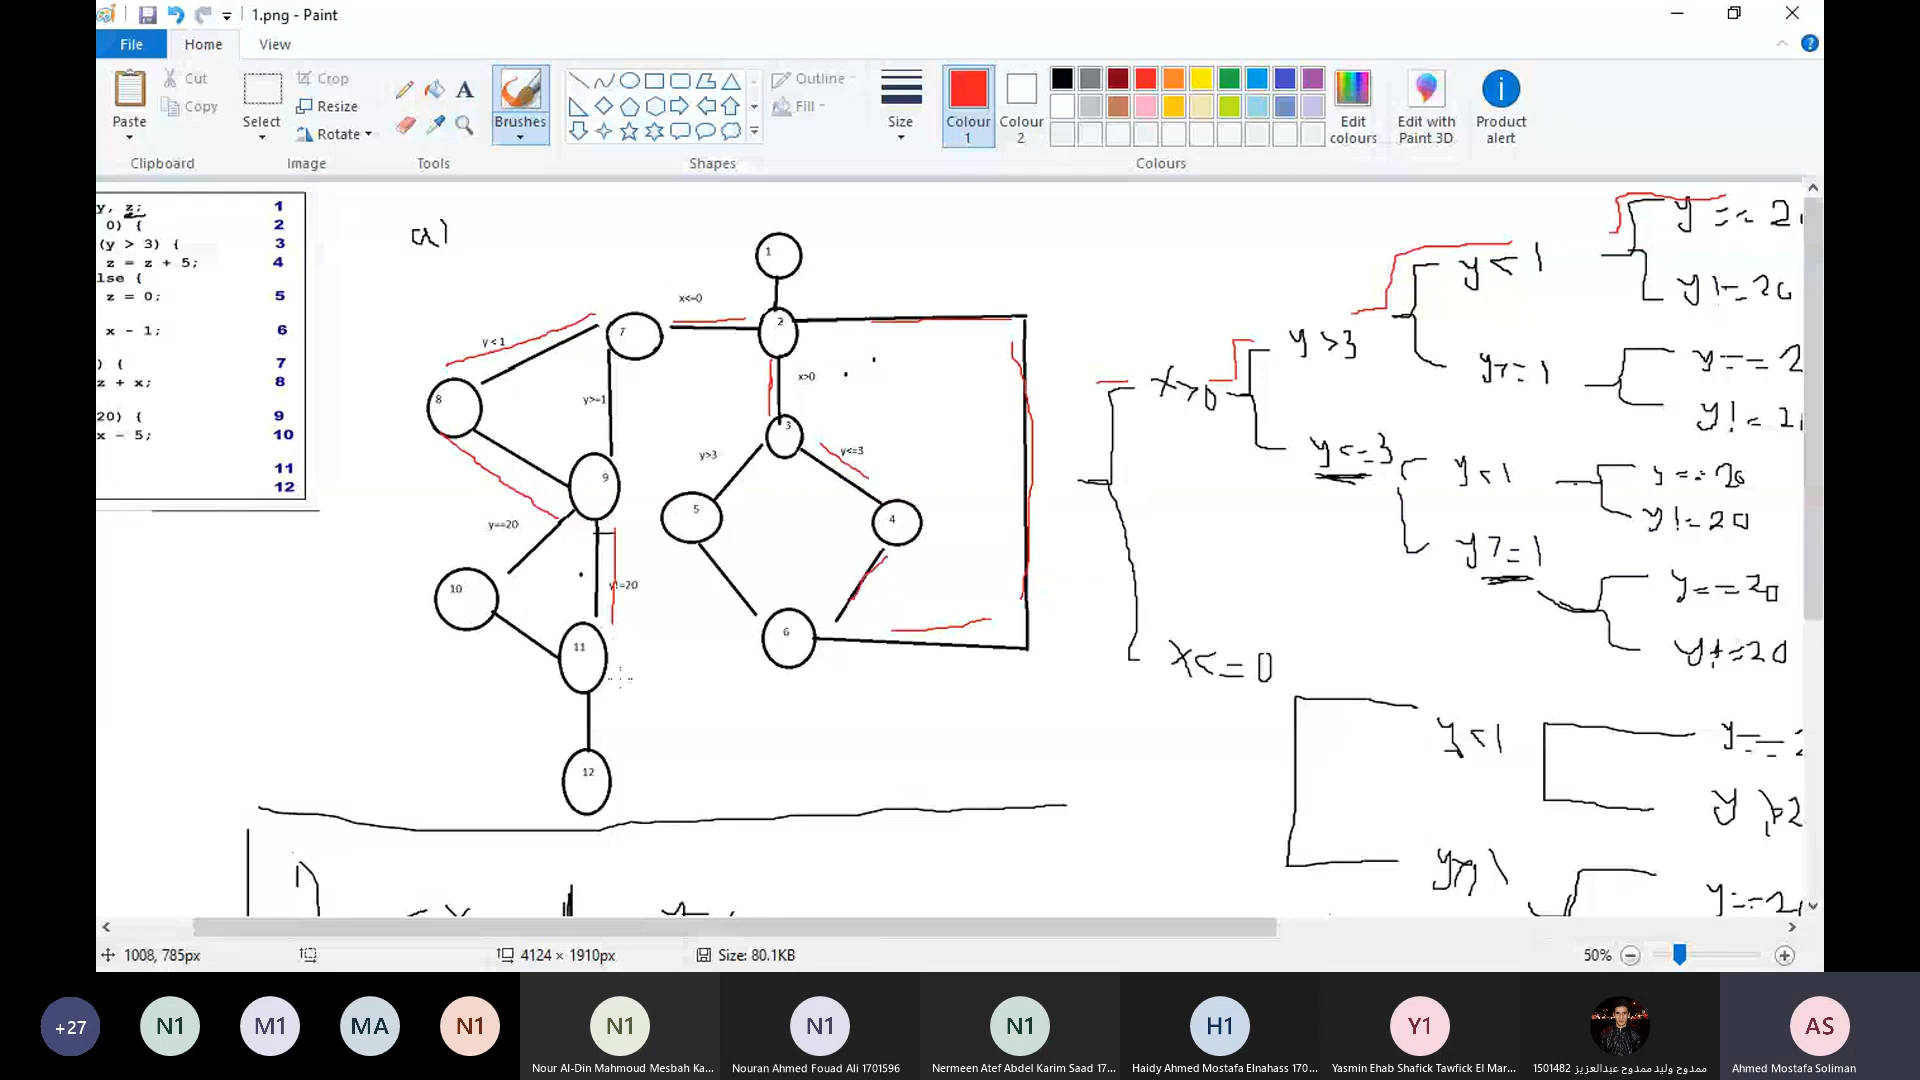 1.png - Paint
File
Home
View
Paste
Cut
Copy
Clipboard
Select
Crop
Resize
Rotate
Image
Tools
Brushes
Shapes
Outline
Fill
Size
Colour 1
Colour 2
Edit colours
Colours
Edit with Paint 3D
Product alert
y, z; 1
0) { 2
(y > 3) { 3
z = z + 5; 4
lse {
z = 0; 5
x - 1; 6
) { 7
z + x; 8
20) { 9
x - 5; 10
11
12
a)
1
2
3
4
5
6
7
8
9
10
11
12
x<=0
x>0
y < 1
y>=1
y>3
y<=3
y==20
y!=20
x>0
x<=0
y>3
y<=3
y<1
y>=1
y<1
y>=1
y==20
y!=20
y==20
y!=20
y<1
1008, 785px
4124 × 1910px
Size: 80.1KB
50%
+27
N1
M1
MA
N1
N1
Nour Al-Din Mahmoud Mesbah Ka...
N1
Nouran Ahmed Fouad Ali 1701596
N1
Nermeen Atef Abdel Karim Saad 17...
H1
Haidy Ahmed Mostafa Elnahass 170...
Y1
Yasmin Ehab Shafick Tawfick El Mar...
ممدوح وليد ممدوح عبدالعزيز 1501482
AS
Ahmed Mostafa Soliman